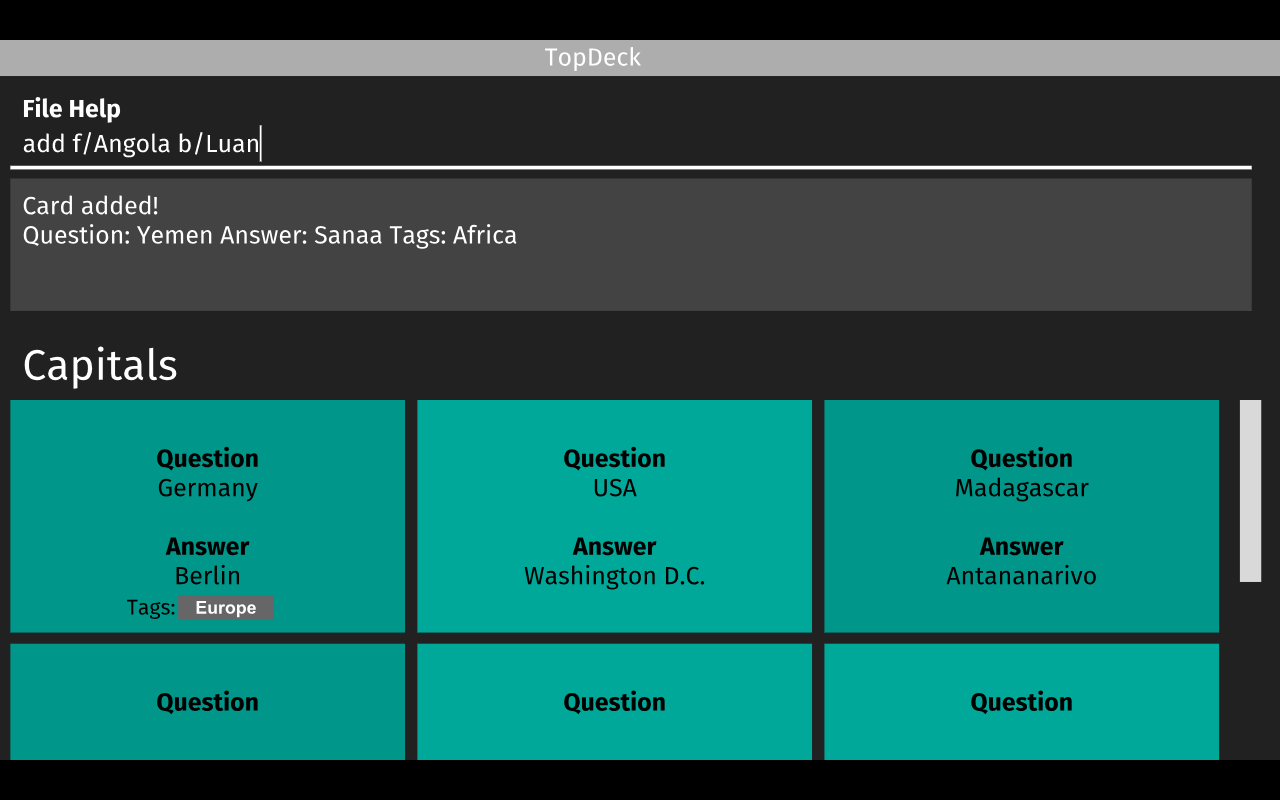 TopDeck
File Help
add f/Angola b/Luan
Card added!
Question: Yemen Answer: Sanaa Tags: Africa
Capitals
Question
Germany
Answer
Berlin
Tags: Europe
Question
USA
Answer
Washington D.C.
Question
Madagascar
Answer
Antananarivo
Question
Question
Question